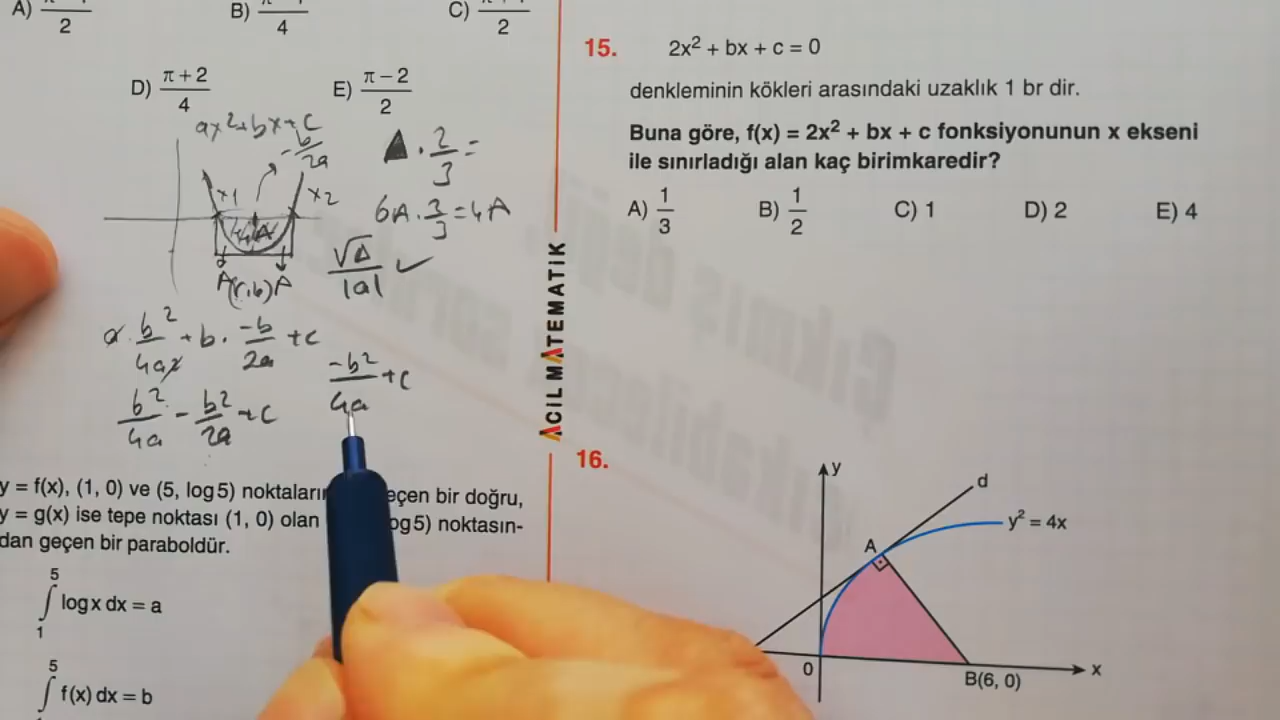 A) 2
B) 4
C) 2
D) π + 2 / 4
E) π − 2 / 2
ax²+bx+c
-b/2a
x1
x2
4A
A
A
(r,b)
. 2/3 =
6A . 2/3 = 4A
√Δ/|a| ✓
a . b²/4a² + b . -b/2a + c
b²/4a - b²/2a + c
-b²/4a + c
y = f(x), (1, 0) ve (5, log5) geçen bir doğru,
y = g(x) ise tepe noktası (1, 0) olan og5) noktasın-
dan geçen bir paraboldür.
5
∫ logx dx = a
1
5
∫ f(x) dx = b
ACİL MATEMATİK
15. 2x² + bx + c = 0
denkleminin kökleri arasındaki uzaklık 1 br dir.
Buna göre, f(x) = 2x² + bx + c fonksiyonunun x ekseni
ile sınırladığı alan kaç birimkaredir?
A) 1/3 B) 1/2 C) 1 D) 2 E) 4
16.
y
d
y² = 4x
A
0
B(6, 0)
x